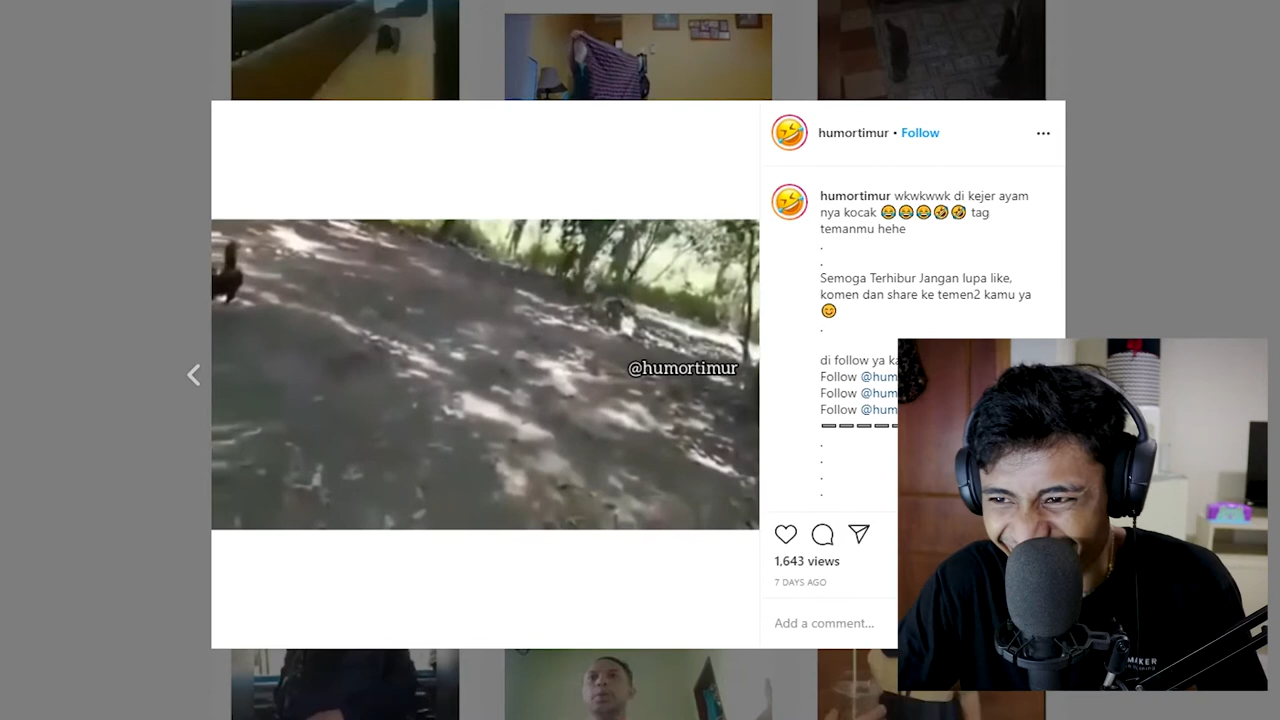 humortimur • Follow
humortimur wkwkwwk di kejer ayam
nya kocak 😂😂😂🤣🤣 tag
temanmu hehe
.
.
Semoga Terhibur Jangan lupa like,
komen dan share ke temen2 kamu ya
😊
.
di follow ya
Follow @hum
Follow @hum
Follow @hum
.
.
.
.
@humortimur
1,643 views
7 DAYS AGO
Add a comment...